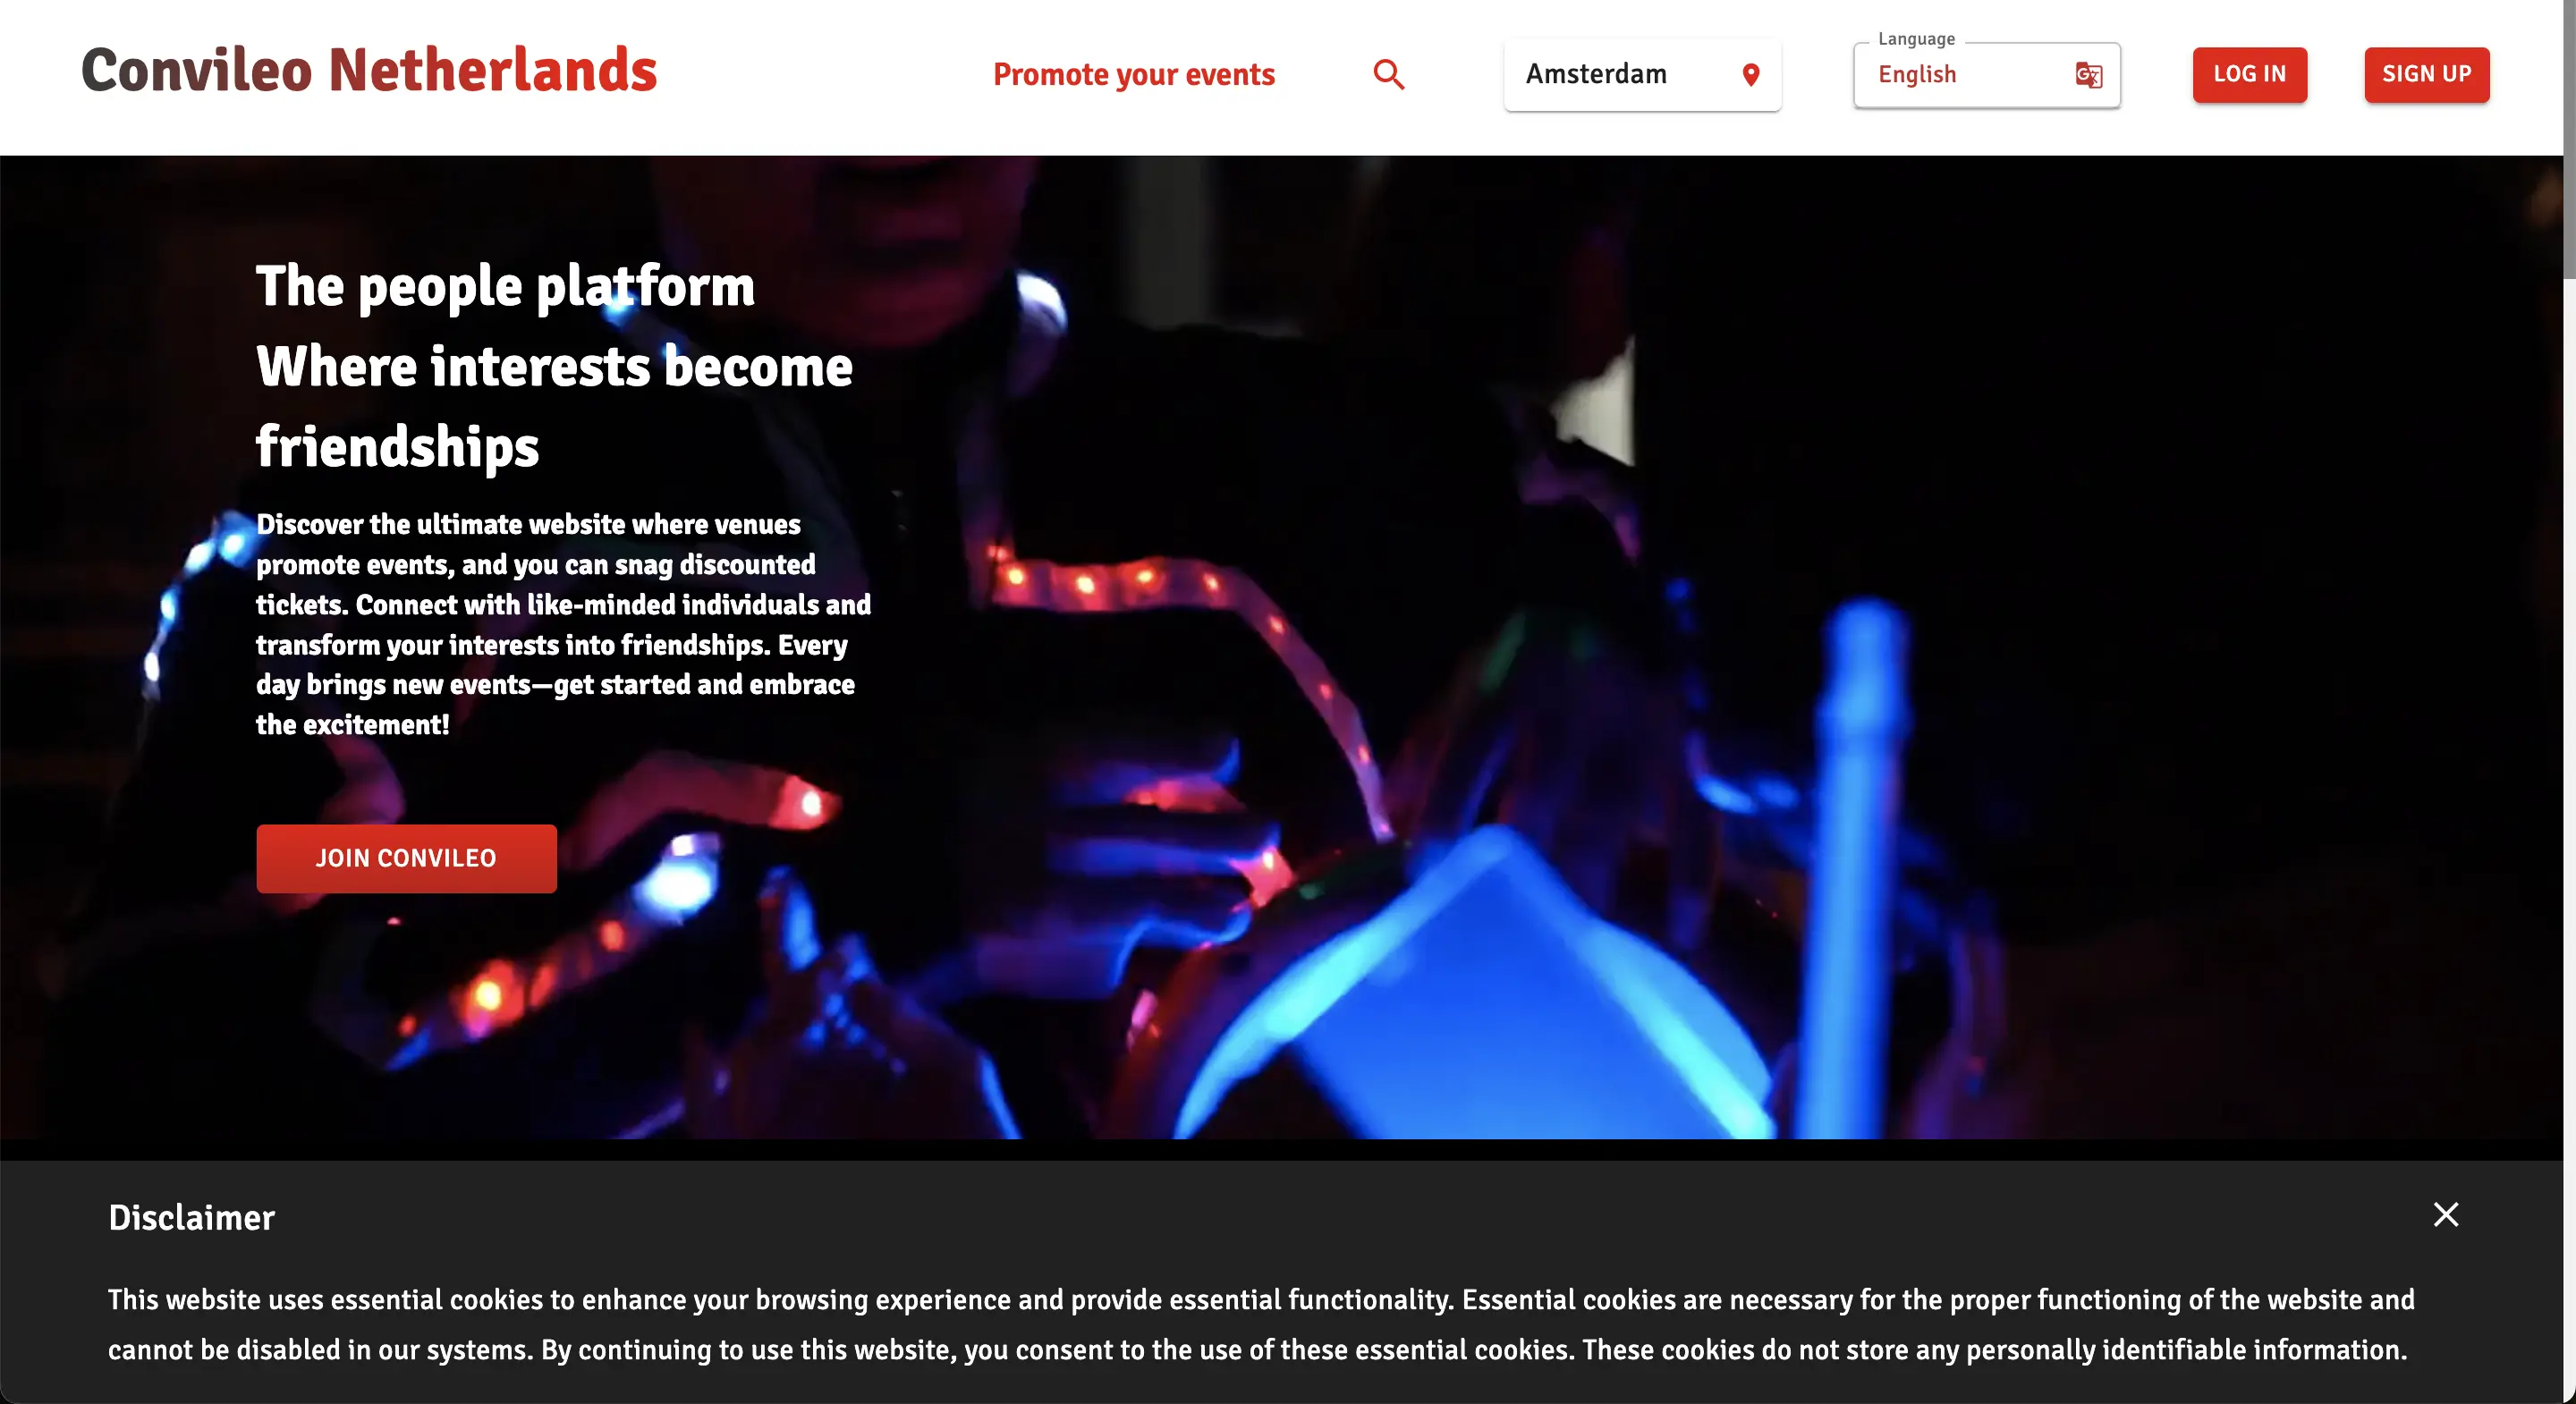 Convileo Netherlands
Promote your events
Amsterdam
Language
English
LOG IN
SIGN UP
The people platform
Where interests become
friendships
Discover the ultimate website where venues
promote events, and you can snag discounted
tickets. Connect with like-minded individuals and
transform your interests into friendships. Every
day brings new events—get started and embrace
the excitement!
JOIN CONVILEO
Disclaimer
This website uses essential cookies to enhance your browsing experience and provide essential functionality. Essential cookies are necessary for the proper functioning of the website and
cannot be disabled in our systems. By continuing to use this website, you consent to the use of these essential cookies. These cookies do not store any personally identifiable information.